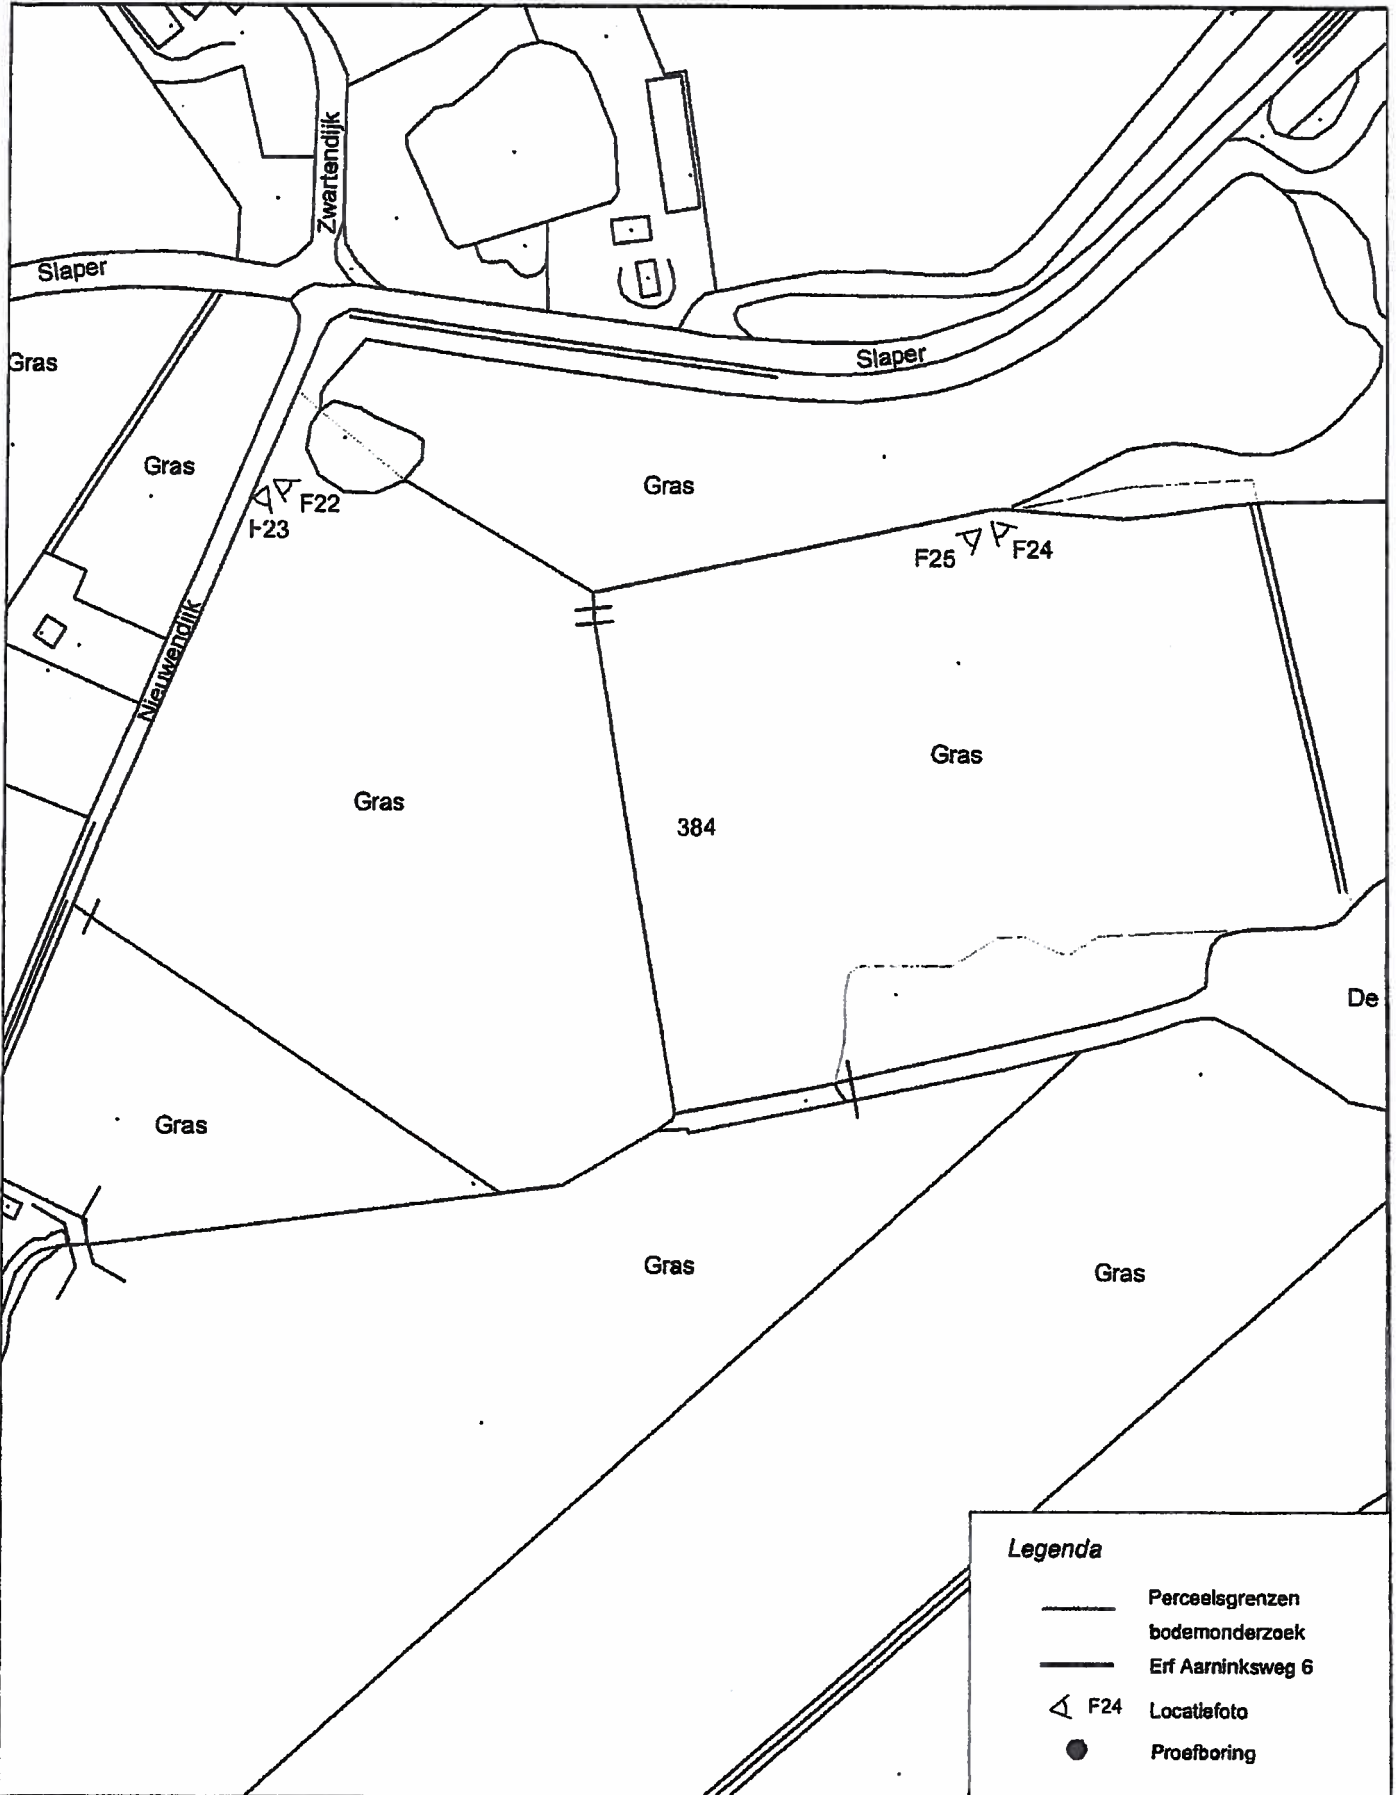 Zwartendijk
Slaper
Slaper
Gras
Gras
Gras
F22
F23
F25
F24
Nieuwendijk
Gras
Gras
384
De
Gras
Gras
Gras
Legenda
Perceelsgrenzen
bodemonderzoek
Erf Aarninksweg 6
F24 Locatiefoto
Proefboring